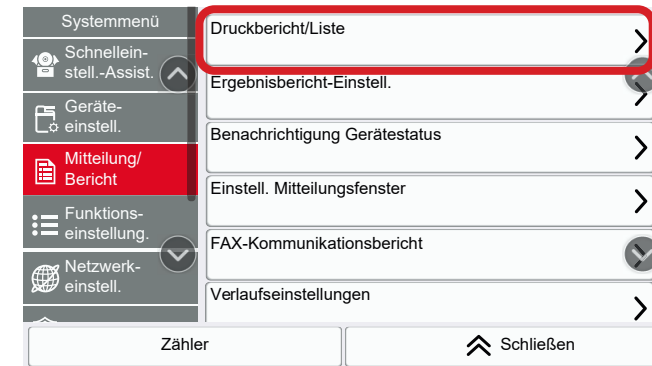 Systemmenü
Schnellein-
stell.-Assist.
Geräte-
einstell.
Mitteilung/
Bericht
Funktions-
einstellung.
Netzwerk-
einstell.
Druckbericht/Liste
Ergebnisbericht-Einstell.
Benachrichtigung Gerätestatus
Einstell. Mitteilungsfenster
FAX-Kommunikationsbericht
Verlaufseinstellungen
Zähler
Schließen